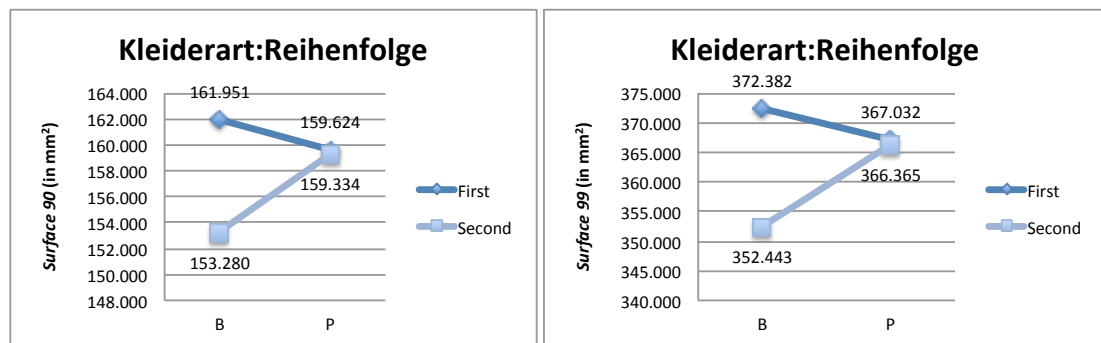 Kleiderart:Reihenfolge
Surface 90 (in mm²)
164.000
162.000
160.000
158.000
156.000
154.000
152.000
150.000
148.000
161.951
159.624
159.334
153.280
B P
First
Second
Kleiderart:Reihenfolge
Surface 99 (in mm²)
375.000
370.000
365.000
360.000
355.000
350.000
345.000
340.000
372.382
367.032
366.365
352.443
B P
First
Second